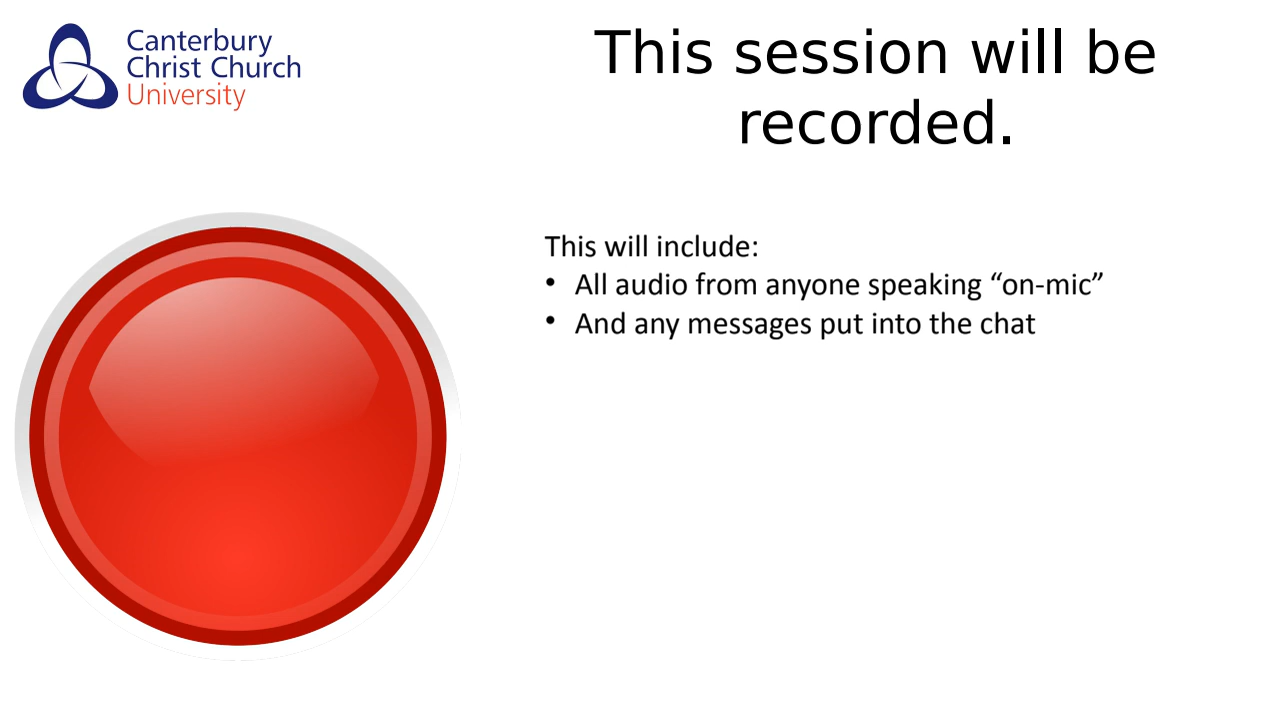 Canterbury
Christ Church
University
This session will be
recorded.
This will include:
• All audio from anyone speaking “on-mic”
• And any messages put into the chat